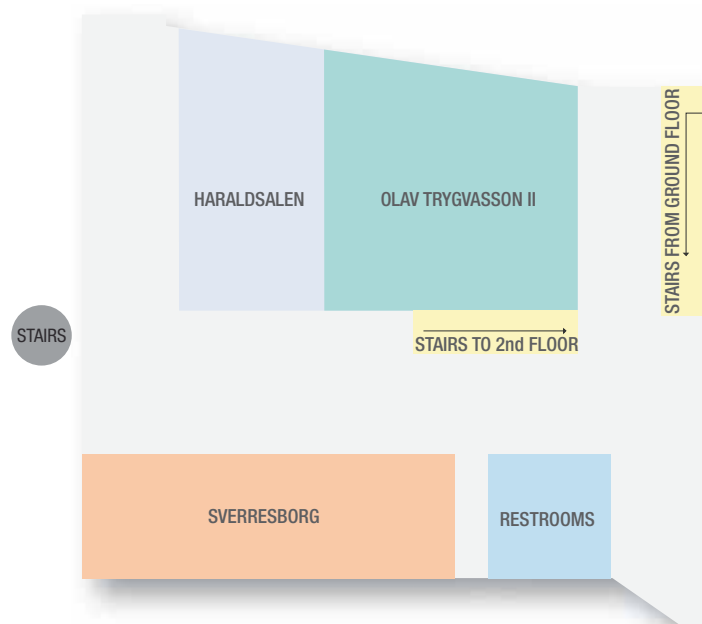 HARALDSALEN
OLAV TRYGVASSON II
STAIRS FROM GROUND FLOOR
STAIRS
STAIRS TO 2nd FLOOR
SVERRESBORG
RESTROOMS